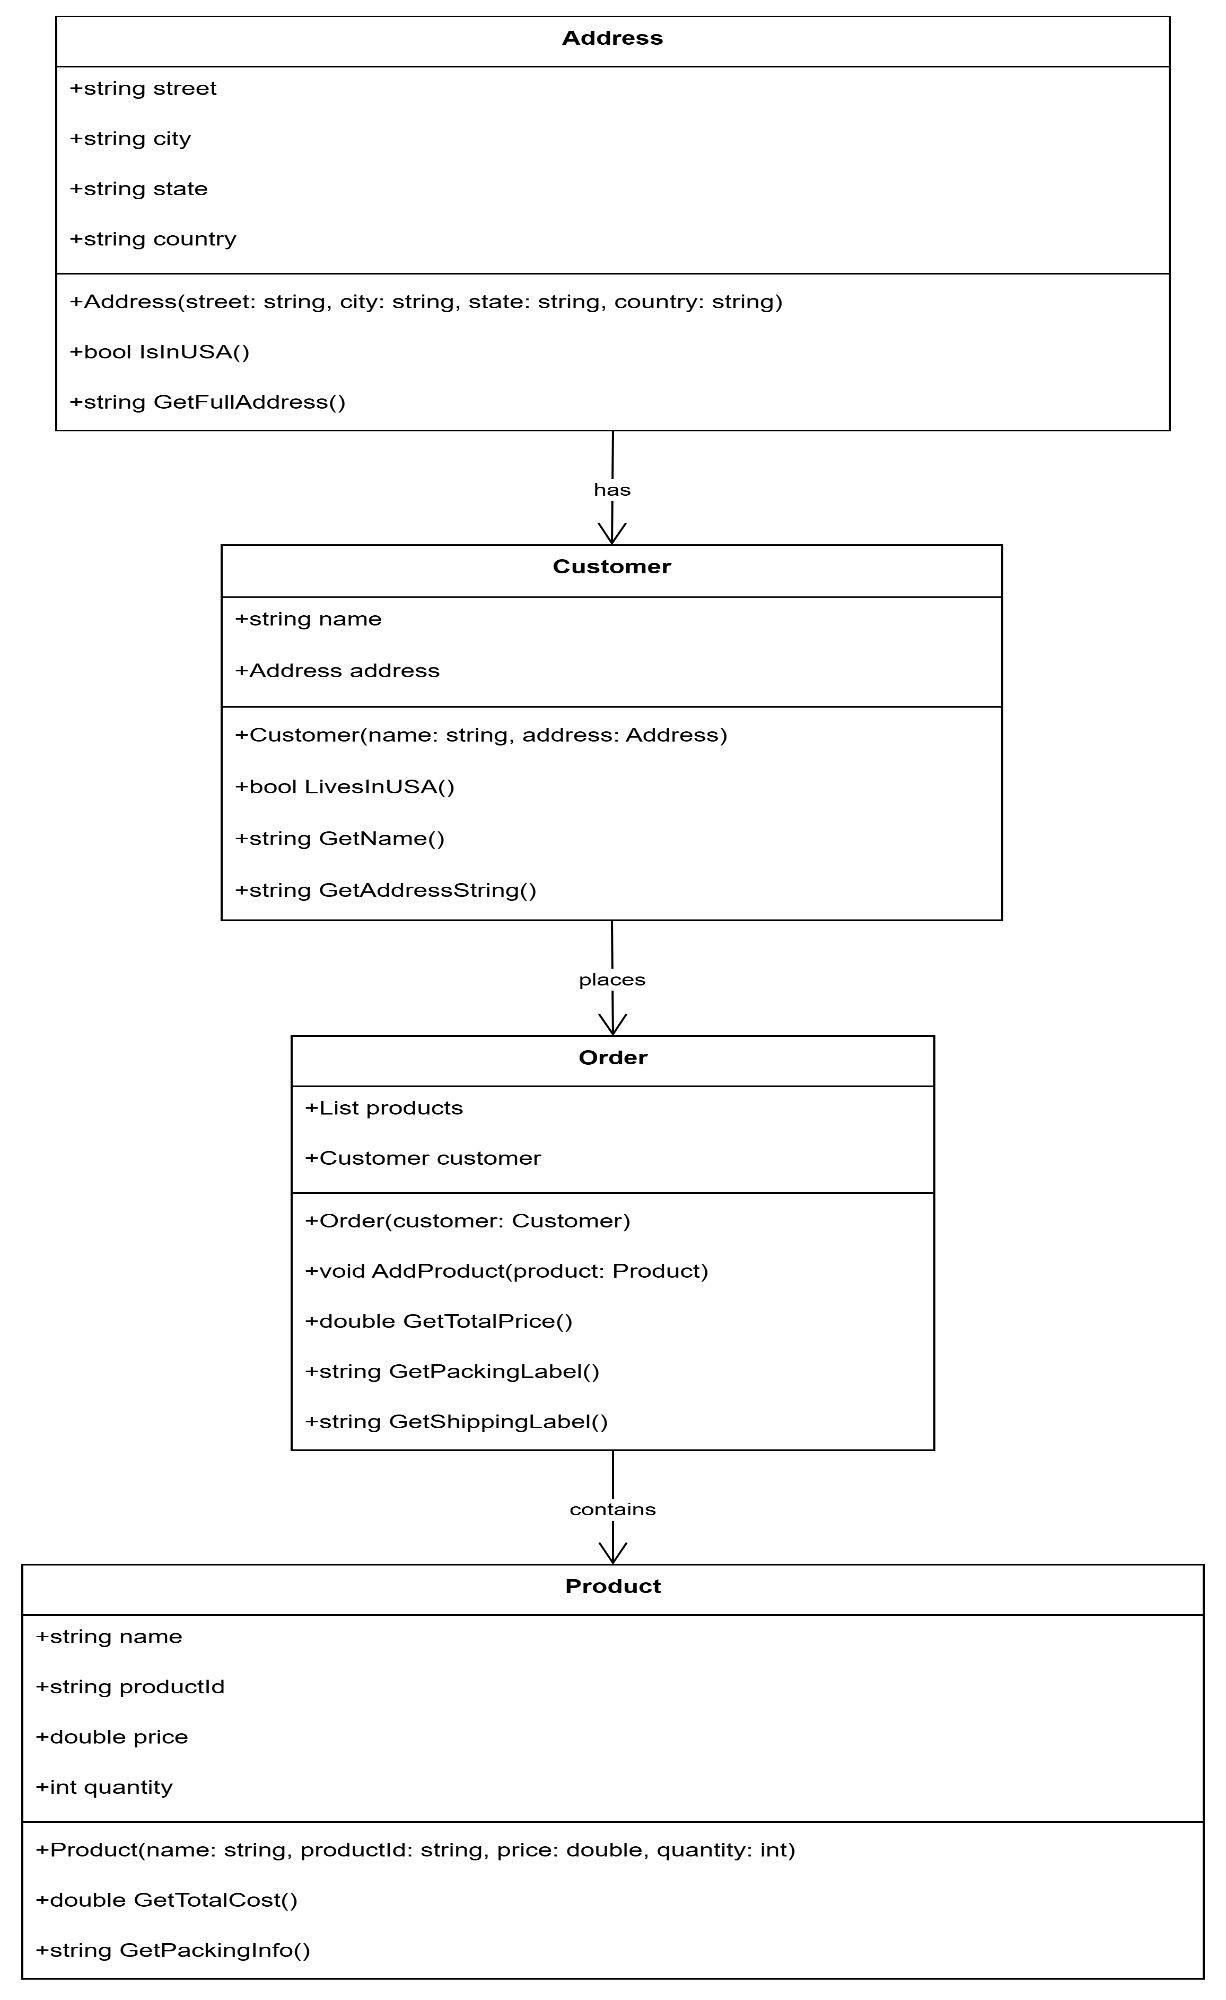 Address
+string street
+string city
+string state
+string country
+Address(street: string, city: string, state: string, country: string)
+bool IsInUSA()
+string GetFullAddress()
has
Customer
+string name
+Address address
+Customer(name: string, address: Address)
+bool LivesInUSA()
+string GetName()
+string GetAddressString()
places
Order
+List products
+Customer customer
+Order(customer: Customer)
+void AddProduct(product: Product)
+double GetTotalPrice()
+string GetPackingLabel()
+string GetShippingLabel()
contains
Product
+string name
+string productId
+double price
+int quantity
+Product(name: string, productId: string, price: double, quantity: int)
+double GetTotalCost()
+string GetPackingInfo()